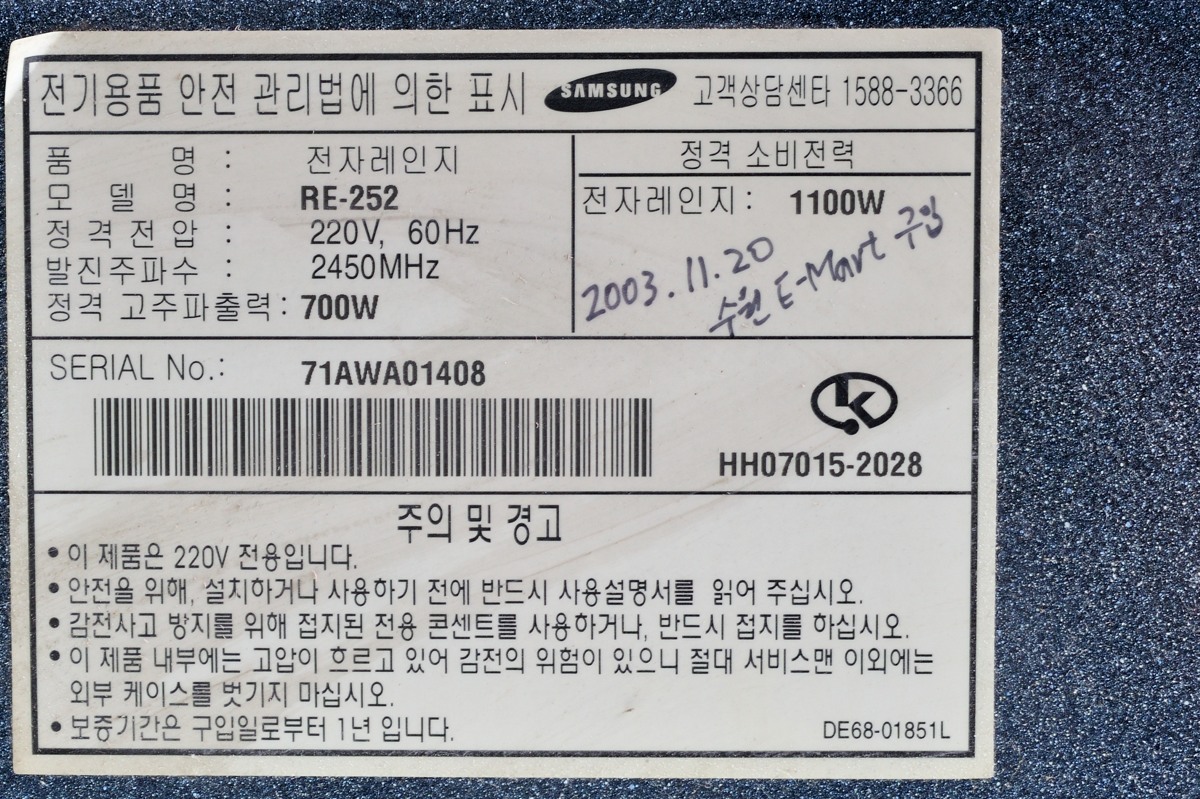 전기용품 안전 관리법에 의한 표시 SAMSUNG 고객상담센타 1588-3366
품 명 : 전자레인지
모 델 명 : RE-252
정 격 전 압 : 220V, 60Hz
발진주파수 : 2450MHz
정격 고주파출력 : 700W
정격 소비전력
전자레인지 : 1100W
2003.11.20
수원 E-Mart 구입
SERIAL No.: 71AWA01408
HH07015-2028
주의 및 경고
• 이 제품은 220V 전용입니다.
• 안전을 위해, 설치하거나 사용하기 전에 반드시 사용설명서를 읽어 주십시오.
• 감전사고 방지를 위해 접지된 전용 콘센트를 사용하거나, 반드시 접지를 하십시오.
• 이 제품 내부에는 고압이 흐르고 있어 감전의 위험이 있으니 절대 서비스맨 이외에는
외부 케이스를 벗기지 마십시오.
• 보증기간은 구입일로부터 1년 입니다.
DE68-01851L